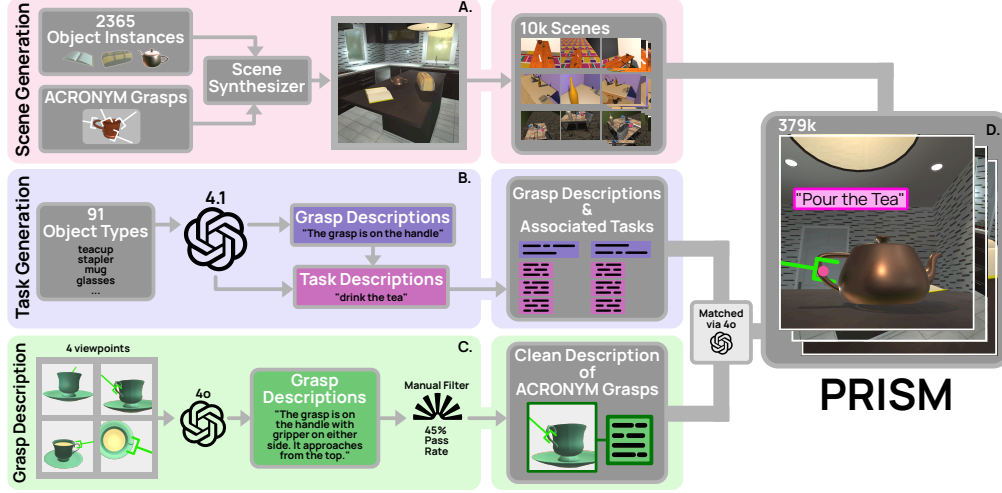 Scene Generation
A.
2365
Object Instances
ACRONYM Grasps
Scene
Synthesizer
10k Scenes
Task Generation
B.
91
Object Types
teacup
stapler
mug
glasses
...
4.1
Grasp Descriptions
"The grasp is on the handle"
Task Descriptions
"drink the tea"
Grasp Descriptions
&
Associated Tasks
Grasp Description
C.
4 viewpoints
4o
Grasp
Descriptions
"The grasp is on
the handle with
gripper on either
side. It approaches
from the top."
Manual Filter
45%
Pass
Rate
Clean Description
of
ACRONYM Grasps
Matched
via 4o
379k
D.
"Pour the Tea"
PRISM